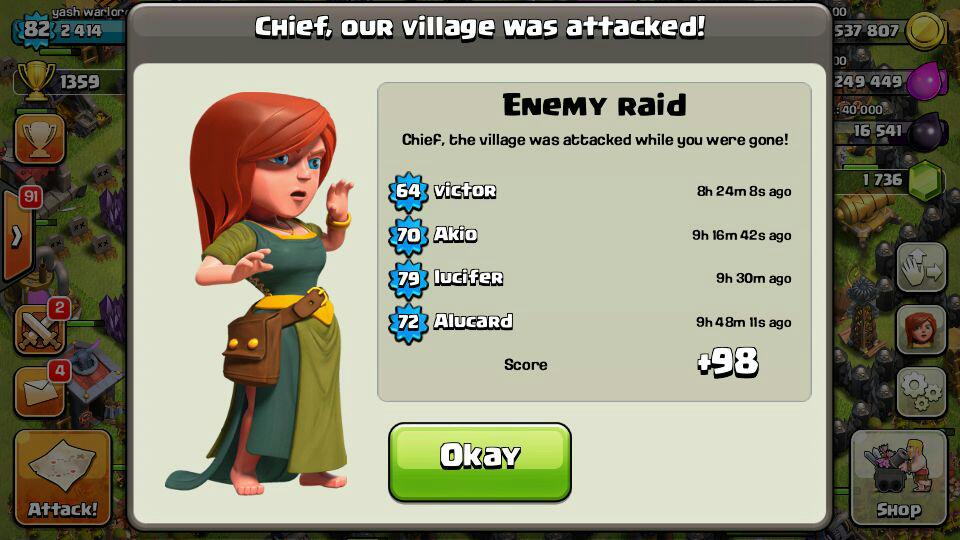 yash warlor
Chief, our village was attacked!
82
2 414
537 807
1359
249 449
: 40 000
16 541
1 736
91
2
4
Enemy raid
Chief, the village was attacked while you were gone!
64 victor 8h 24m 8s ago
70 Akio 9h 16m 42s ago
79 lucifer 9h 30m ago
72 Alucard 9h 48m 11s ago
Score +98
Okay
Attack!
Shop